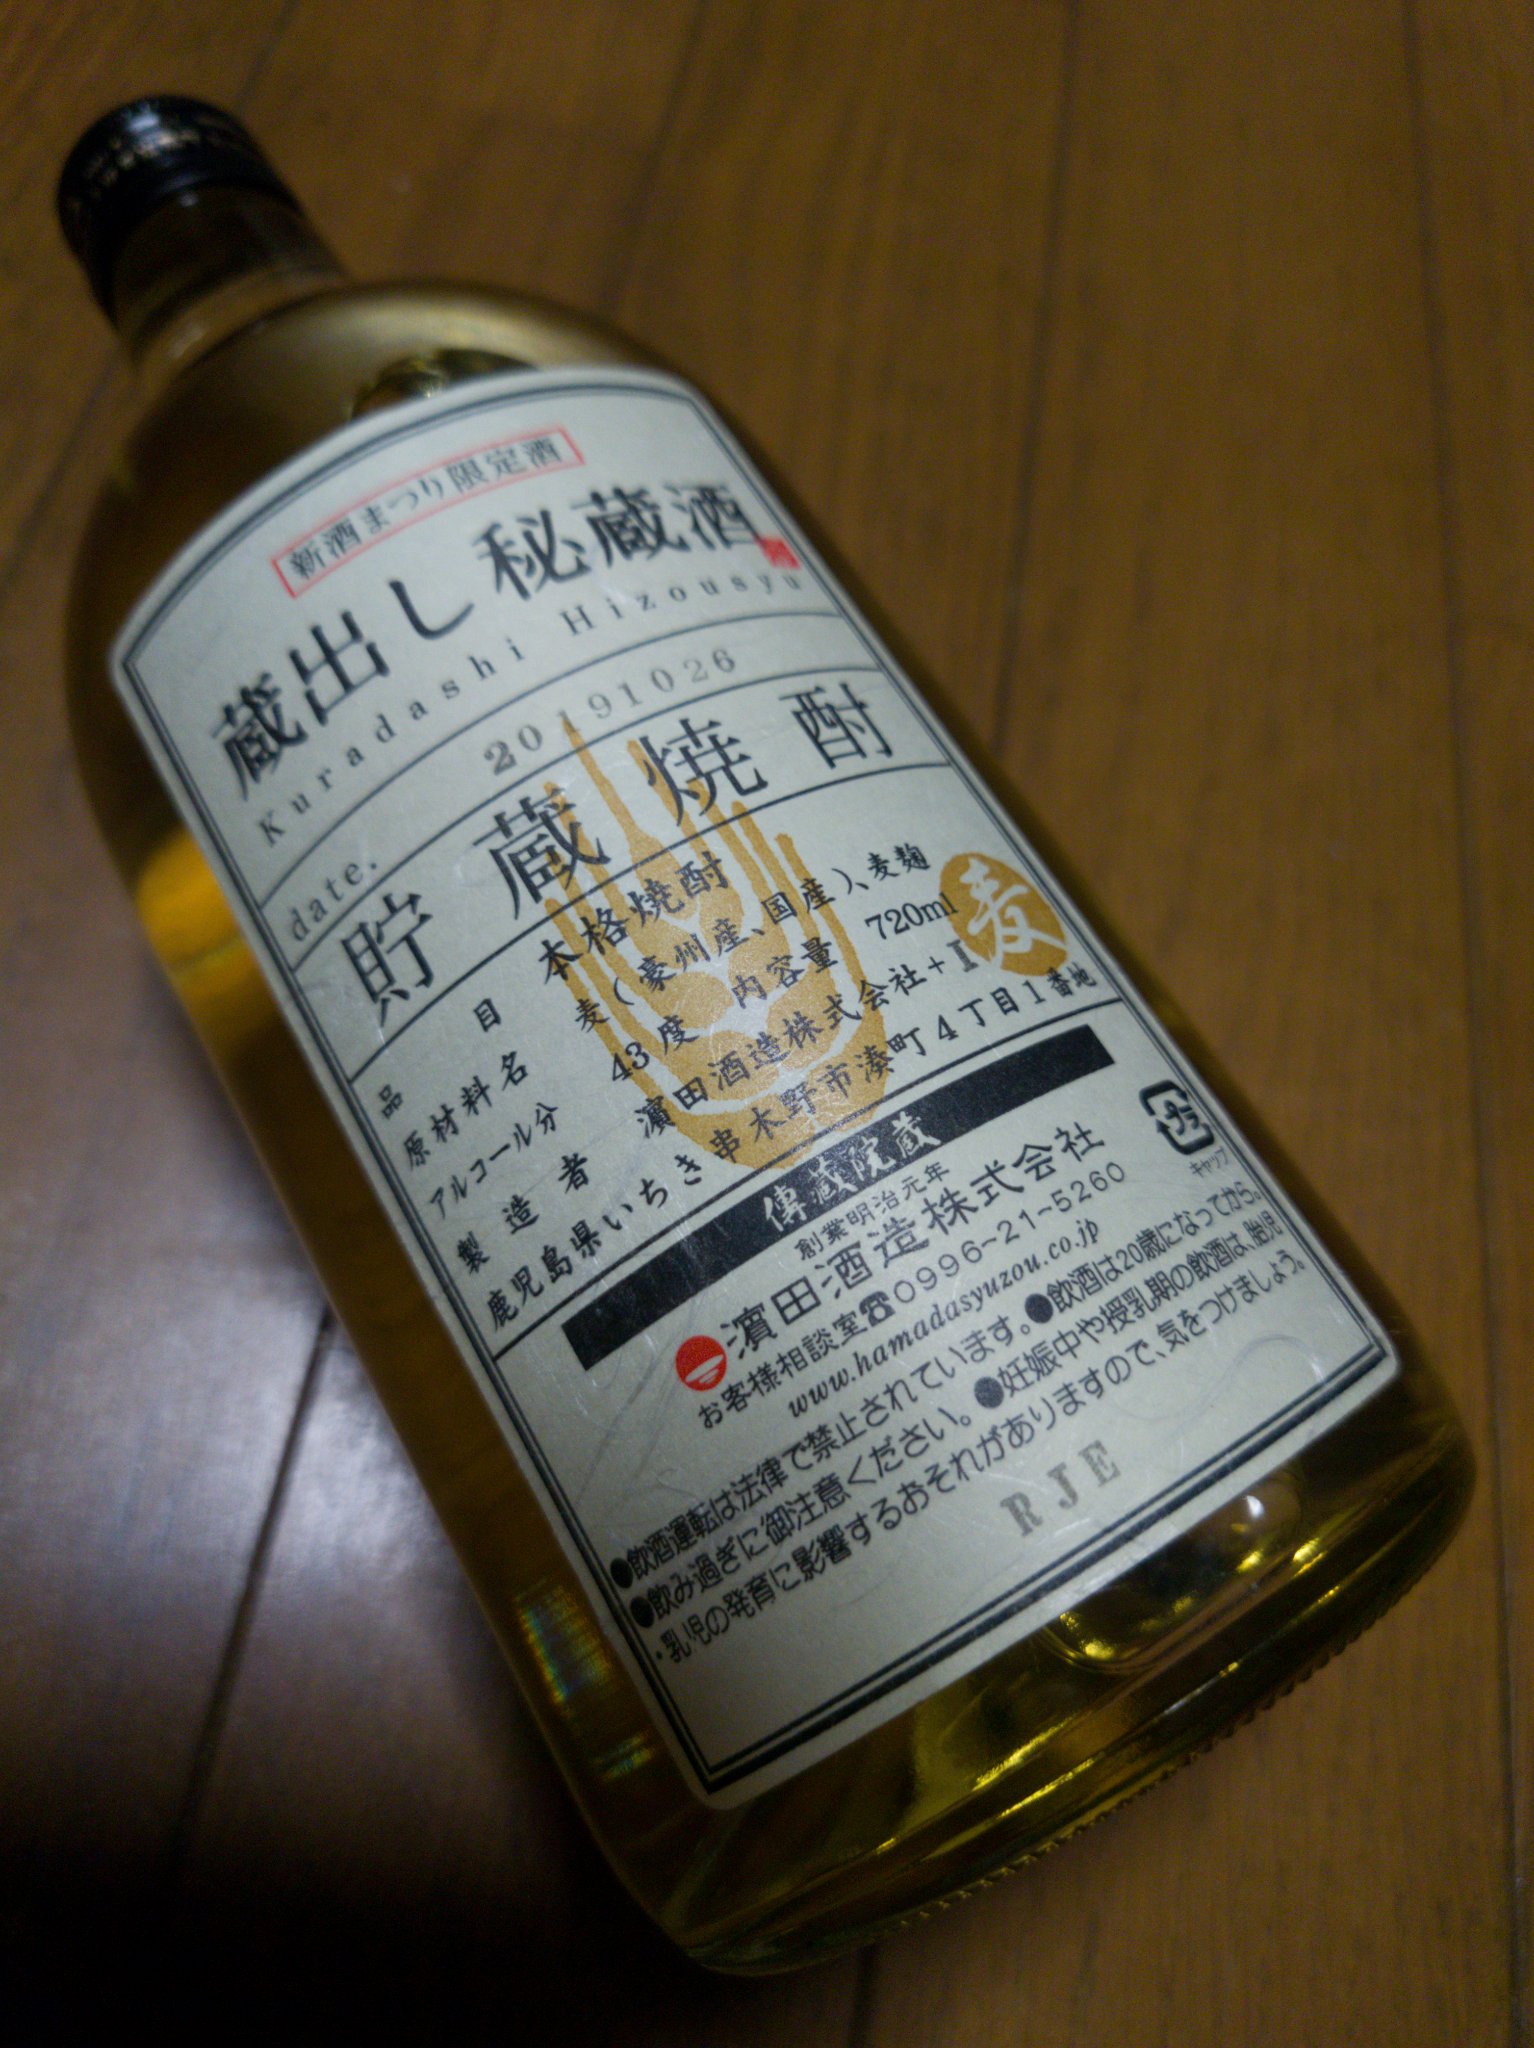 新酒まつり限定酒
蔵出し 秘蔵酒
Kuradashi Hizousyu
date. 20191026
貯蔵焼酎
品目 本格焼酎
原材料名 麦(豪州産、国産)、麦麹
アルコール分 43度 内容量 720ml
製造者 濵田酒造株式会社+I
鹿児島県いちき串木野市湊町4丁目1番地
麦
傳藏院蔵
創業明治元年
濵田酒造株式会社
お客様相談室☎0996-21-5260
www.hamadasyuzou.co.jp
プラ
キャップ
●飲酒運転は法律で禁止されています。●飲酒は20歳になってから。
●飲み過ぎに御注意ください。●妊娠中や授乳期の飲酒は、胎児
・乳児の発育に影響するおそれがありますので、気をつけましょう。
RJE